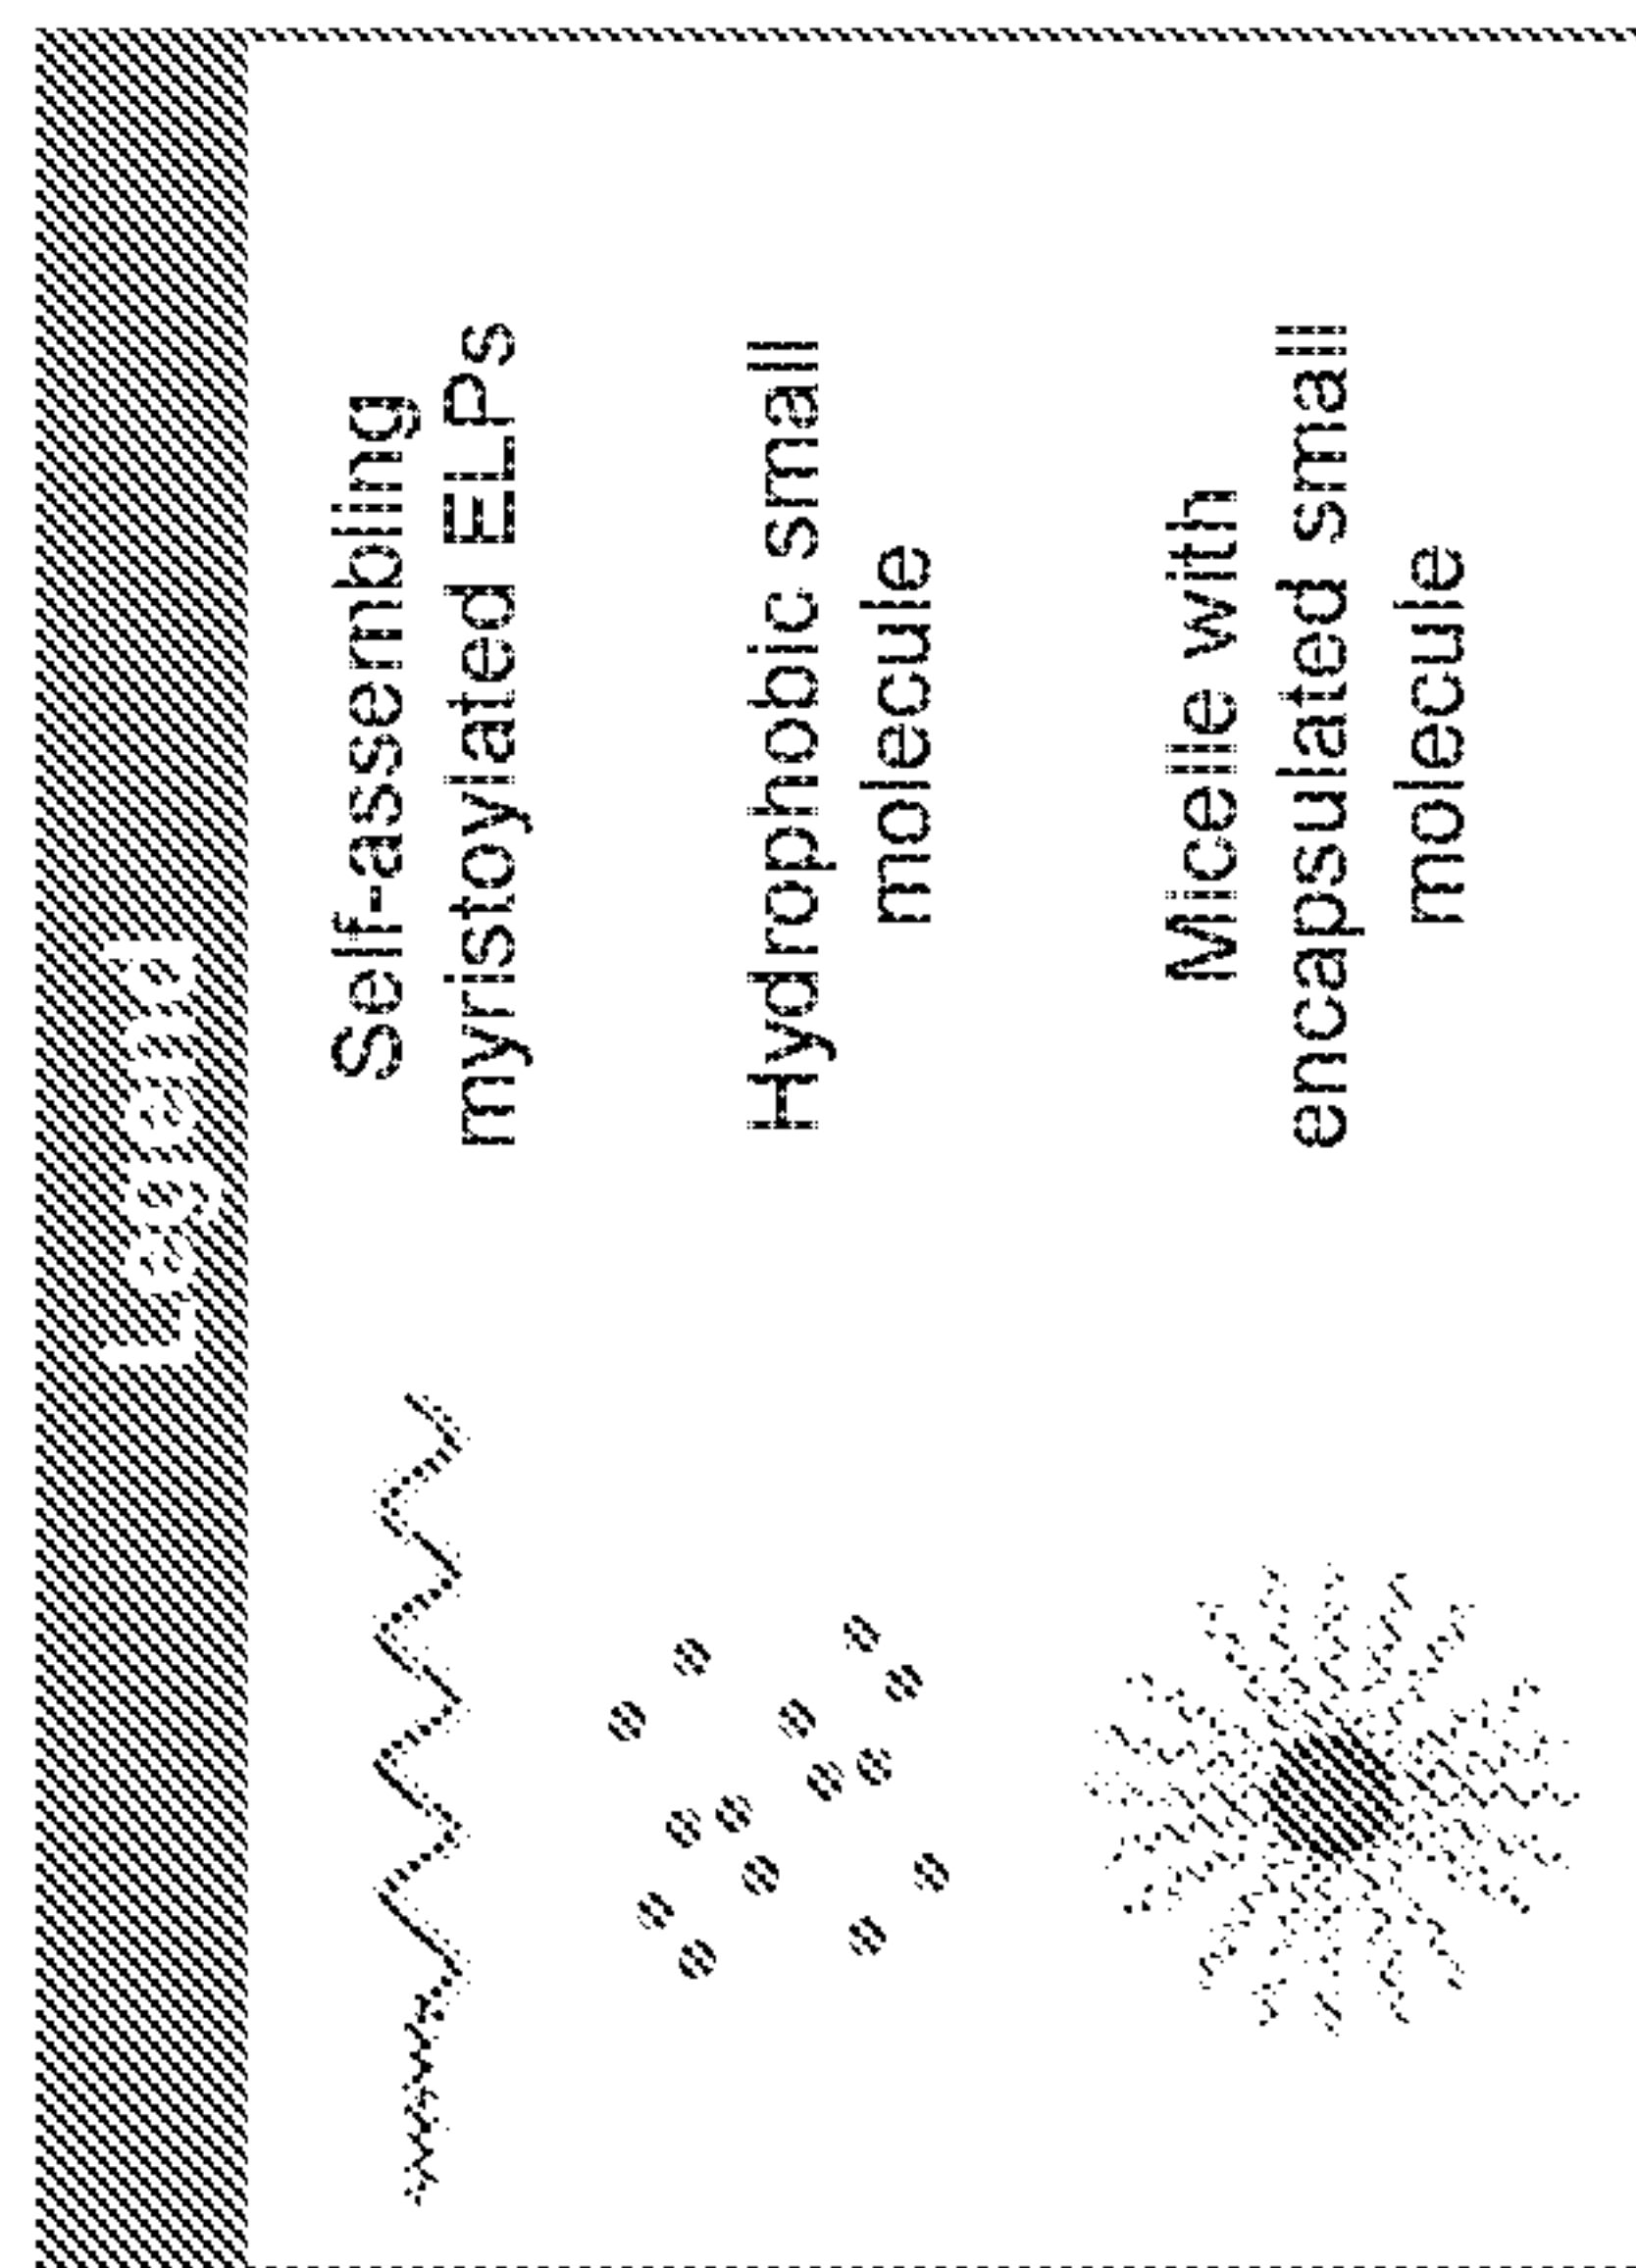 Legend
Self-assembling
myristoylated ELPs
Hydrophobic small
molecule
Micelle with
encapsulated small
molecule